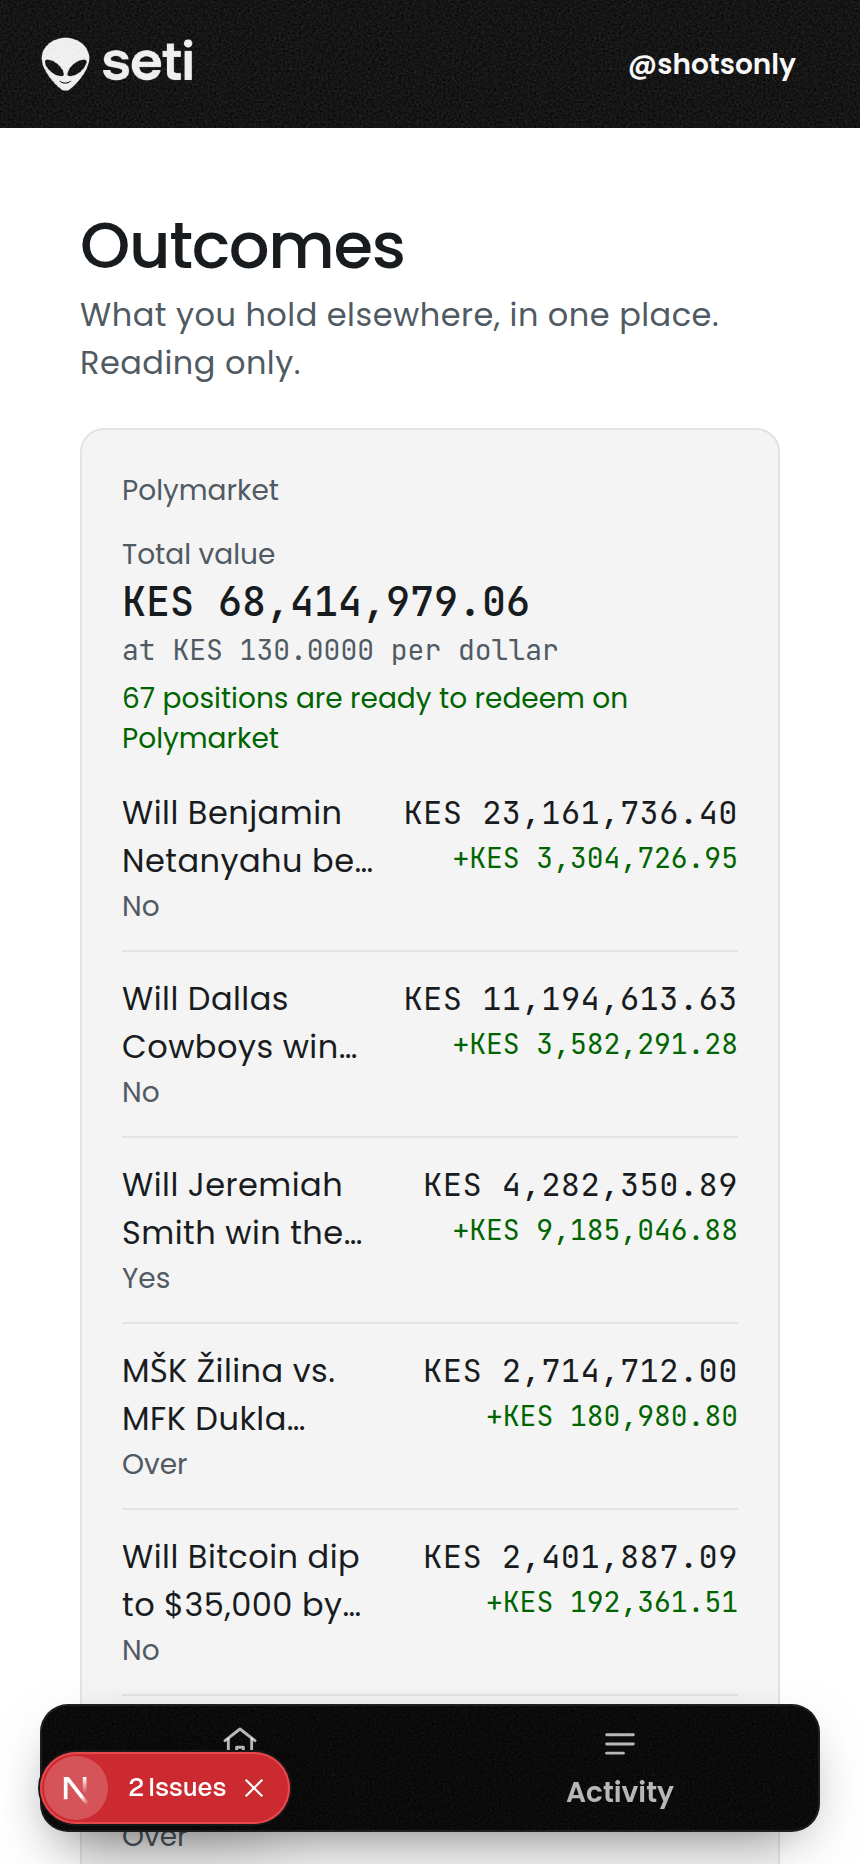 seti
@shotsonly
Outcomes
What you hold elsewhere, in one place.
Reading only.
Polymarket
Total value
KES 68,414,979.06
at KES 130.0000 per dollar
67 positions are ready to redeem on
Polymarket
Will Benjamin
Netanyahu be...
KES 23,161,736.40
+KES 3,304,726.95
No
Will Dallas
Cowboys win...
KES 11,194,613.63
+KES 3,582,291.28
No
Will Jeremiah
Smith win the...
KES 4,282,350.89
+KES 9,185,046.88
Yes
MŠK Žilina vs.
MFK Dukla...
KES 2,714,712.00
+KES 180,980.80
Over
Will Bitcoin dip
to $35,000 by...
KES 2,401,887.09
+KES 192,361.51
No
N 2 Issues
Activity
Over